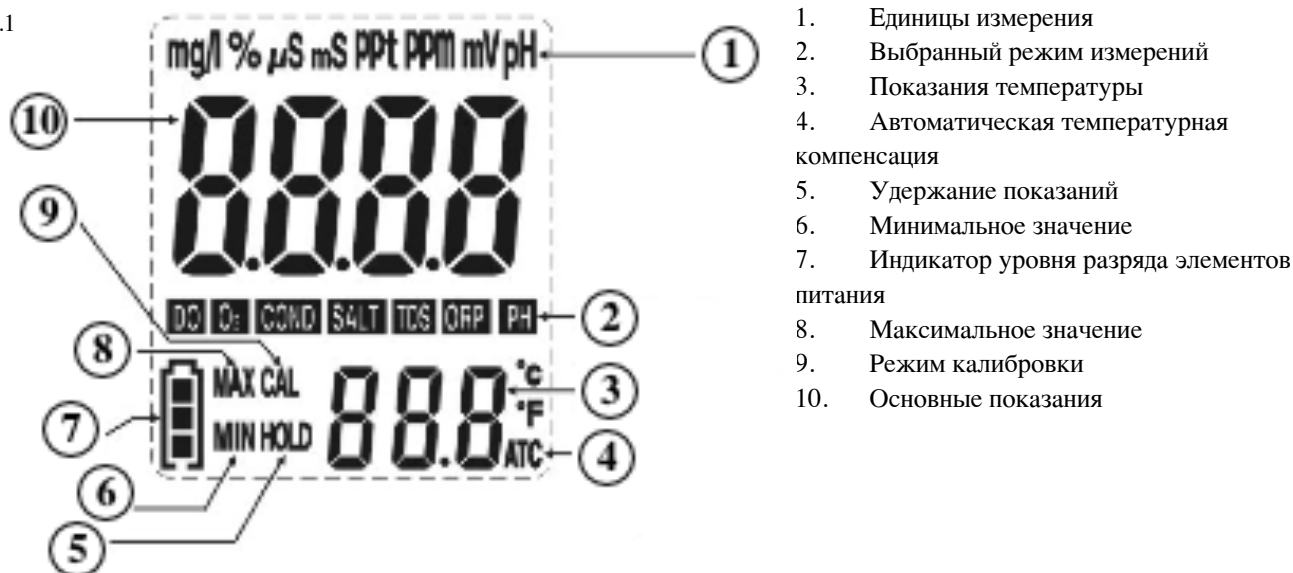 .1
mg/l % µS mS ppt ppm mV pH
1
10
8.8.8.8
9
DO O₂ COND SALT TDS ORP PH
2
8
MAX CAL
88.8
°C
3
°F
7
MIN HOLD
ATC
4
6
5
1. Единицы измерения
2. Выбранный режим измерений
3. Показания температуры
4. Автоматическая температурная
компенсация
5. Удержание показаний
6. Минимальное значение
7. Индикатор уровня разряда элементов
питания
8. Максимальное значение
9. Режим калибровки
10. Основные показания